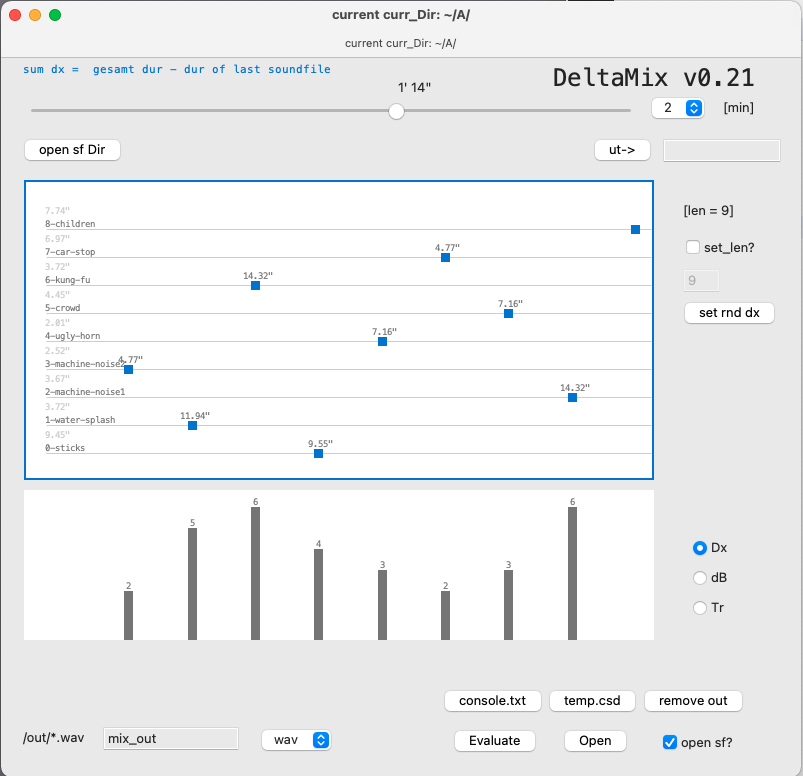 current curr_Dir: ~/A/
current curr_Dir: ~/A/
sum dx =  gesamt dur - dur of last soundfile
DeltaMix v0.21
1' 14"
2
[min]
open sf Dir
ut->
7.74"
8-children
6.97"
7-car-stop
4.77"
3.72"
6-kung-fu
14.32"
4.45"
5-crowd
7.16"
2.01"
4-ugly-horn
7.16"
2.52"
3-machine-noise2
4.77"
3.67"
2-machine-noise1
14.32"
3.72"
1-water-splash
11.94"
9.45"
0-sticks
9.55"
[len = 9]
set_len?
9
set rnd dx
2
5
6
4
3
2
3
6
Dx
dB
Tr
console.txt
temp.csd
remove out
/out/*.wav
mix_out
wav
Evaluate
Open
open sf?